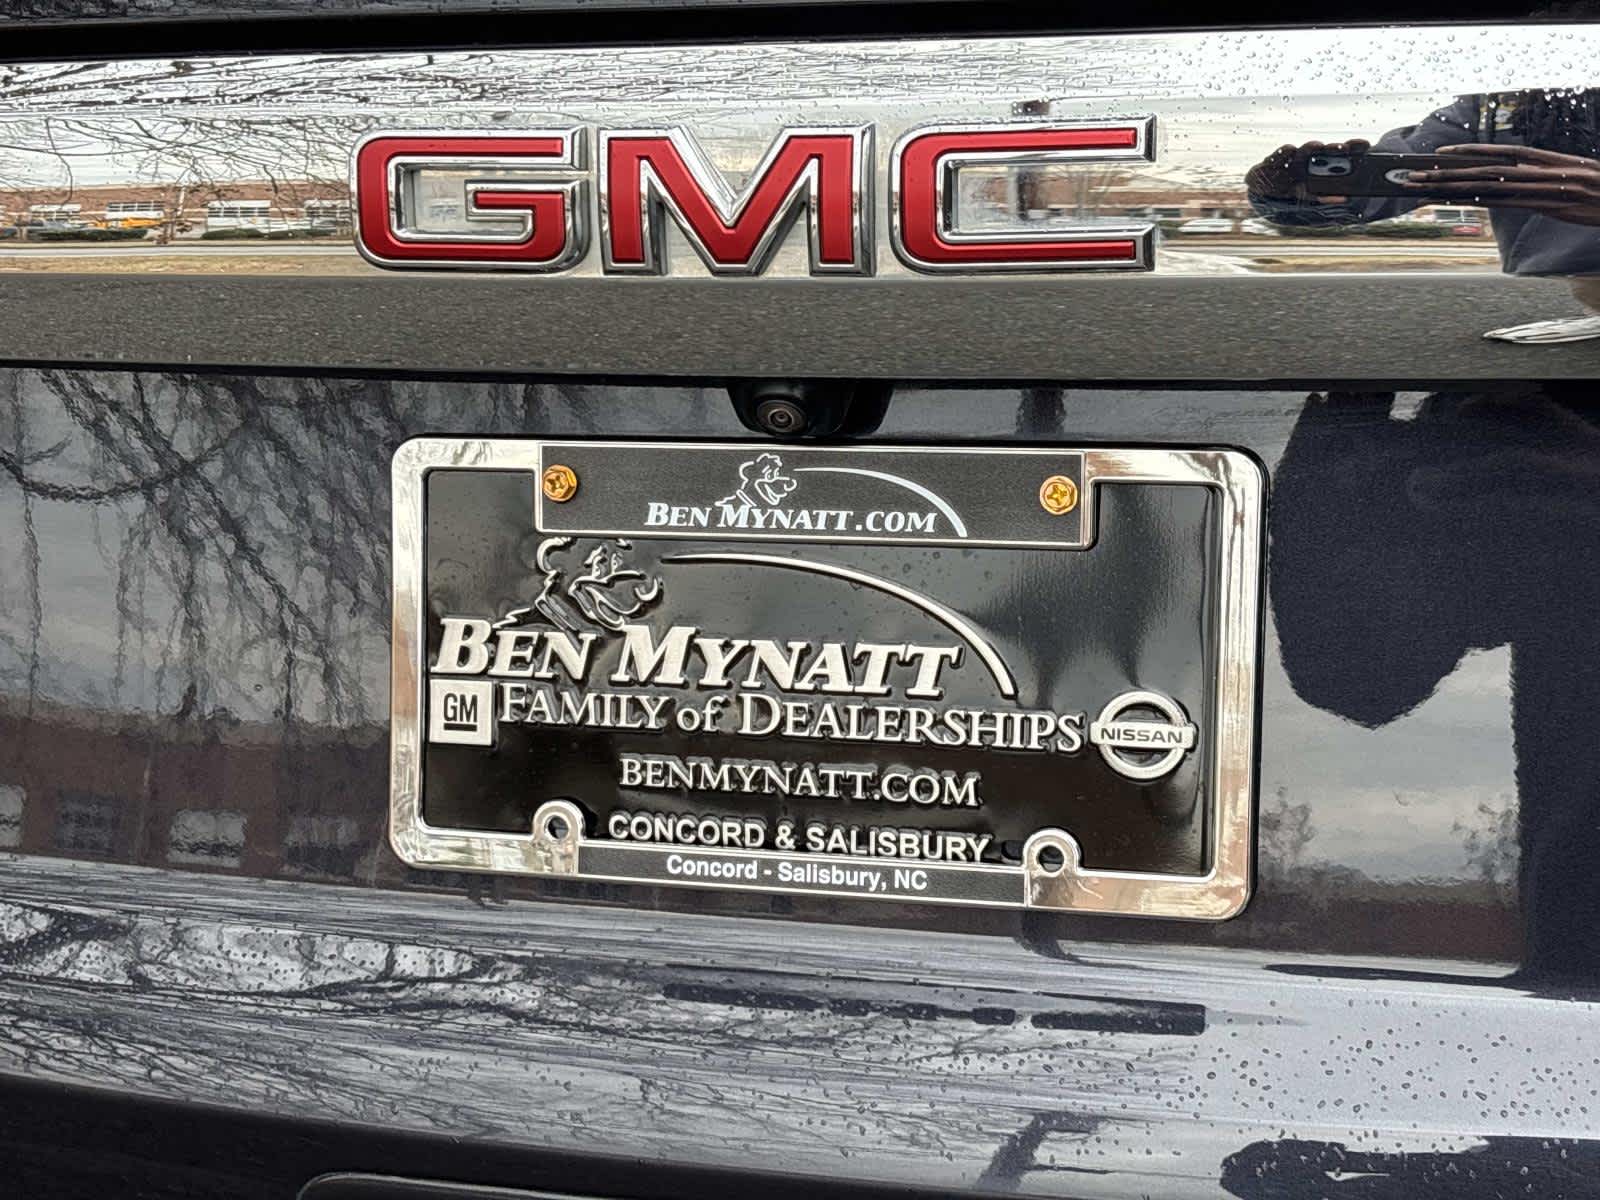 GMC
BEN MYNATT.COM
BEN MYNATT
GM
FAMILY of DEALERSHIPS
NISSAN
BENMYNATT.COM
CONCORD & SALISBURY
Concord - Salisbury, NC